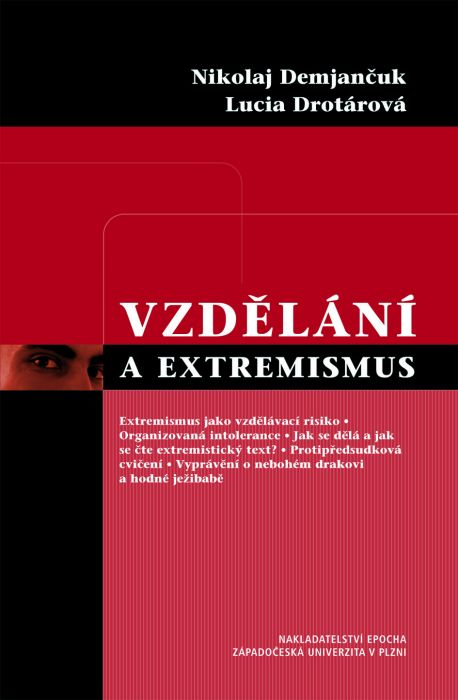 Nikolaj Demjančuk
Lucia Drotárová
VZDĚLÁNÍ
A EXTREMISMUS
Extremismus jako vzdělávací risiko •
Organizovaná intolerance • Jak se dělá a jak
se čte extremistický text? • Protipředsudková
cvičení • Vyprávění o nebohém drakovi
a hodné ježibabě
NAKLADATELSTVÍ EPOCHA
ZÁPADOČESKÁ UNIVERZITA V PLZNI